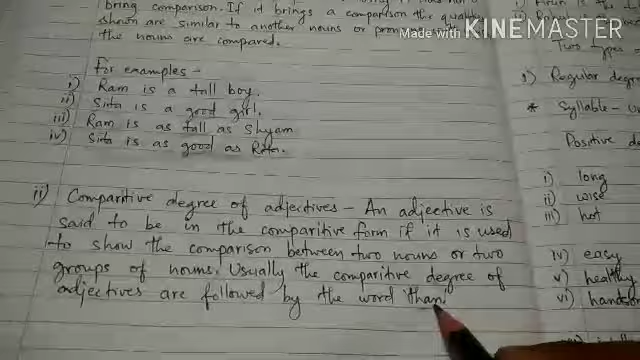 bring comparison. If it brings a comparison the quality
shown are similar to another nouns or
the nouns are compared.
For examples -
i) Ram is a tall boy.
ii) Sita is a good girl.
iii) Ram is as tall as Shyam
iv) Sita is as good as Rita.
ii) Comparitive degree of adjectives - An adjective is
said to be in the comparitive form if it is used
to show the comparison between two nouns or two
groups of nouns. Usually the comparitive degree of
adjectives are followed by the word 'than'
Made with KINEMASTER
Two types
Regular degre
* Syllable -
Positive de
i) long
ii) wise
iii) hot
iv) easy
v) healthy
vi) handso